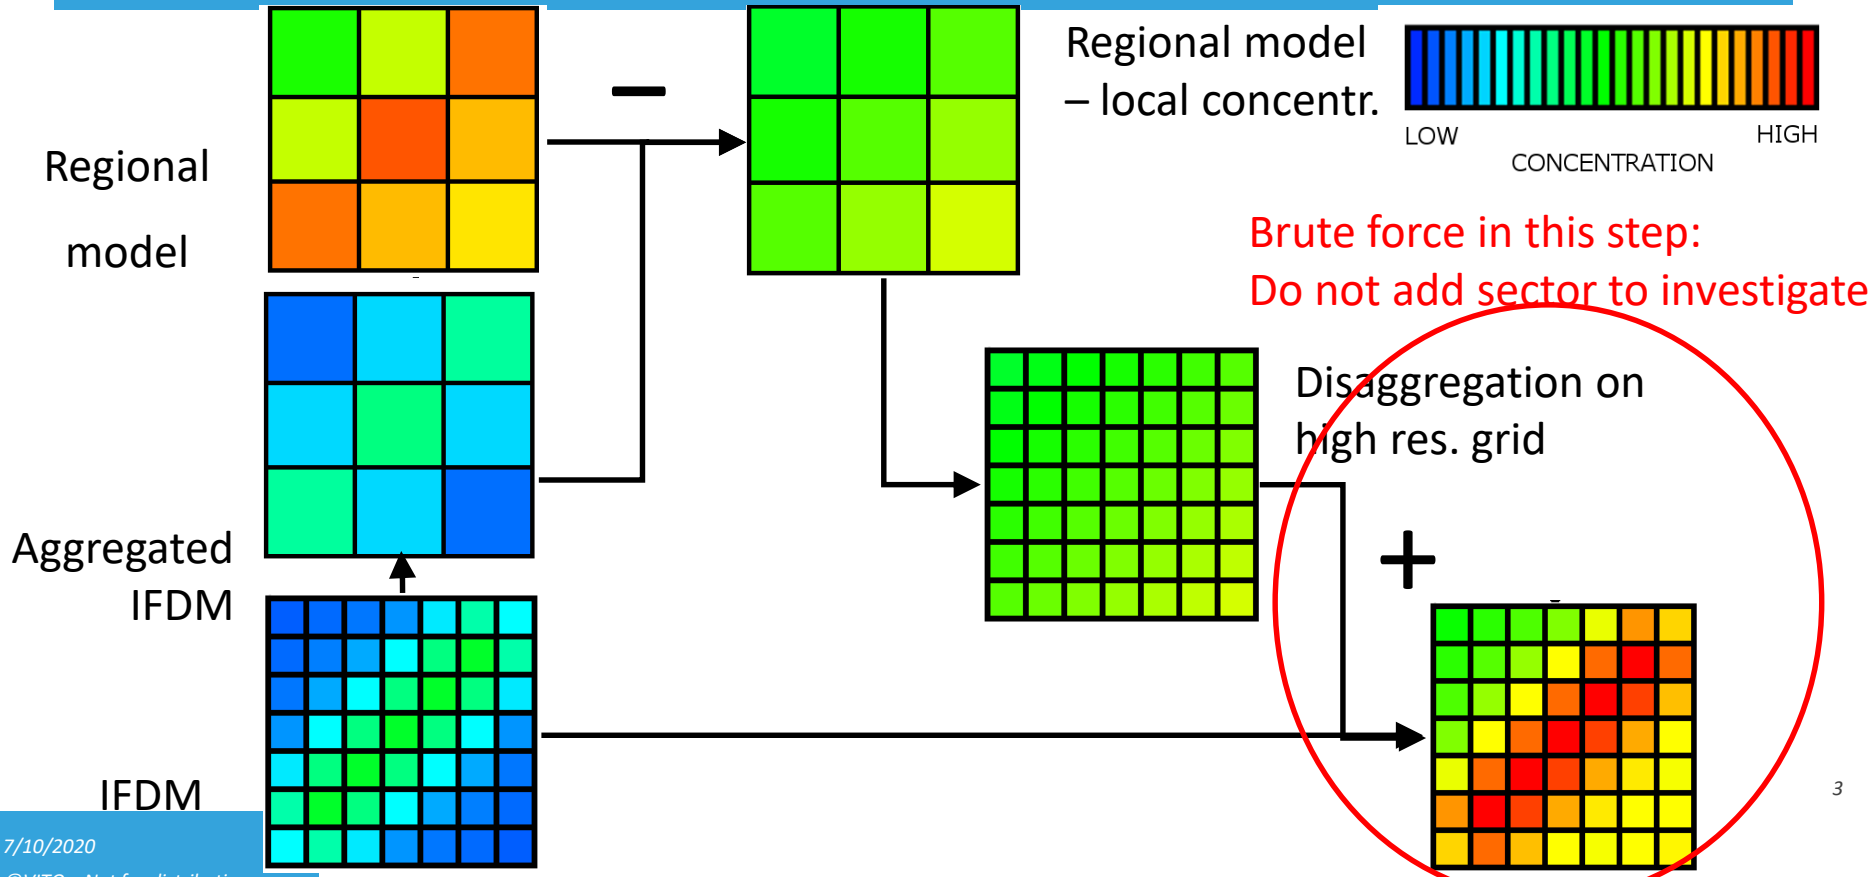 Regional model
– local concentr.
LOW
HIGH
CONCENTRATION
Regional
model
Brute force in this step:
Do not add sector to investigate
Disaggregation on
high res. grid
Aggregated
IFDM
IFDM
3
7/10/2020